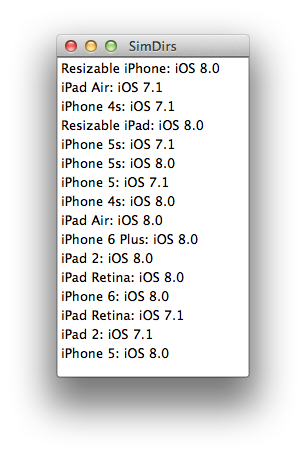 SimDirs
Resizable iPhone: iOS 8.0
iPad Air: iOS 7.1
iPhone 4s: iOS 7.1
Resizable iPad: iOS 8.0
iPhone 5s: iOS 7.1
iPhone 5s: iOS 8.0
iPhone 5: iOS 7.1
iPhone 4s: iOS 8.0
iPad Air: iOS 8.0
iPhone 6 Plus: iOS 8.0
iPad 2: iOS 8.0
iPad Retina: iOS 8.0
iPhone 6: iOS 8.0
iPad Retina: iOS 7.1
iPad 2: iOS 7.1
iPhone 5: iOS 8.0